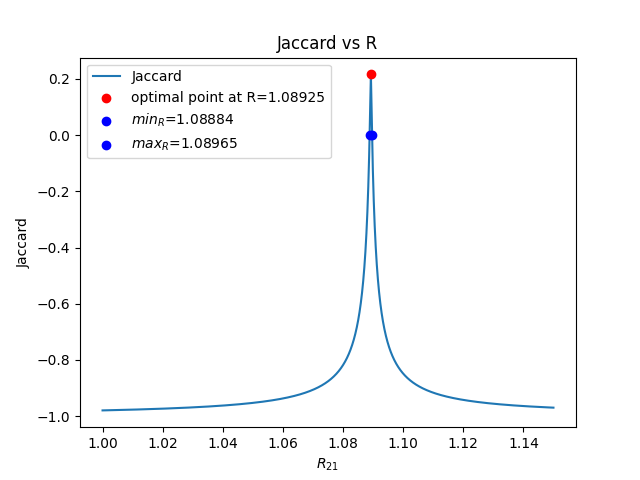 Jaccard vs R
Jaccard
optimal point at R=1.08925
min_R=1.08884
max_R=1.08965
0.2
0.0
−0.2
−0.4
−0.6
−0.8
−1.0
Jaccard
1.00 1.02 1.04 1.06 1.08 1.10 1.12 1.14
R_21